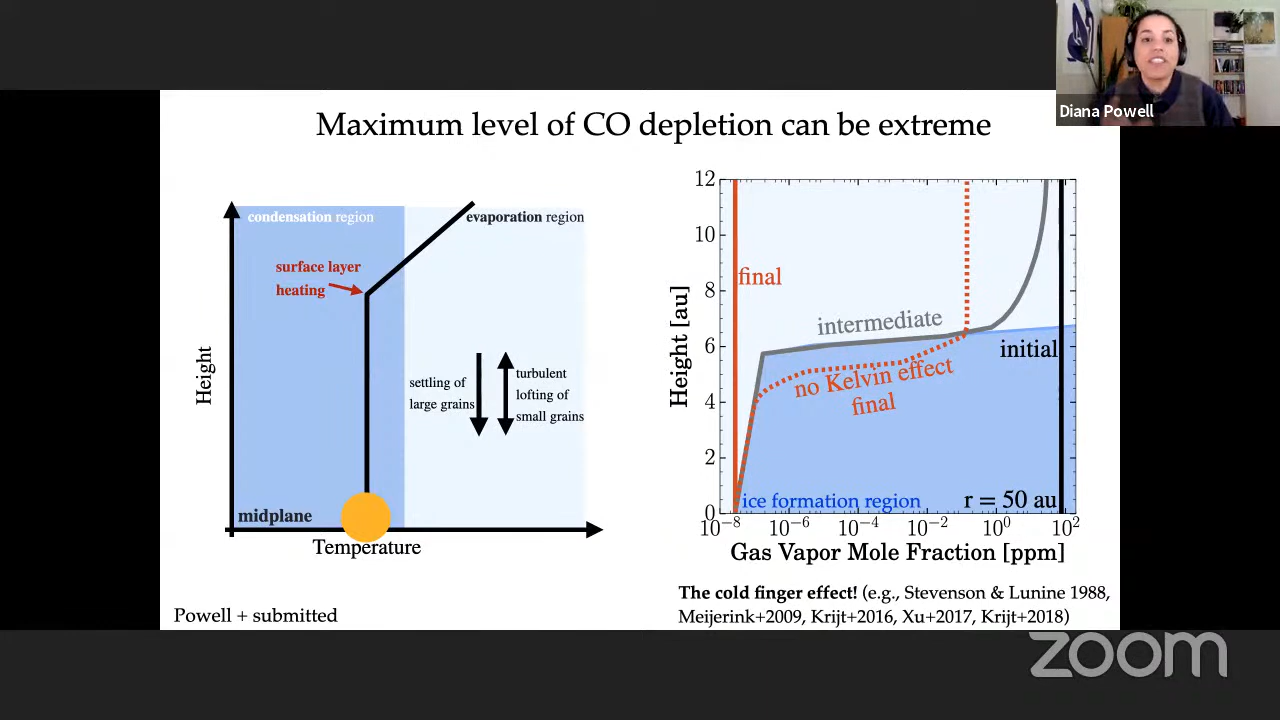 Diana Powell
Maximum level of CO depletion can be extreme
condensation region
evaporation region
surface layer
heating
Height
settling of
large grains
turbulent
lofting of
small grains
midplane
Temperature
Powell + submitted
12
10
8
6
4
2
0
Height [au]
final
intermediate
initial
no Kelvin effect
final
ice formation region
r = 50 au
10⁻⁸ 10⁻⁶ 10⁻⁴ 10⁻² 10⁰ 10²
Gas Vapor Mole Fraction [ppm]
The cold finger effect! (e.g., Stevenson & Lunine 1988,
Meijerink+2009, Krijt+2016, Xu+2017, Krijt+2018)
zoom